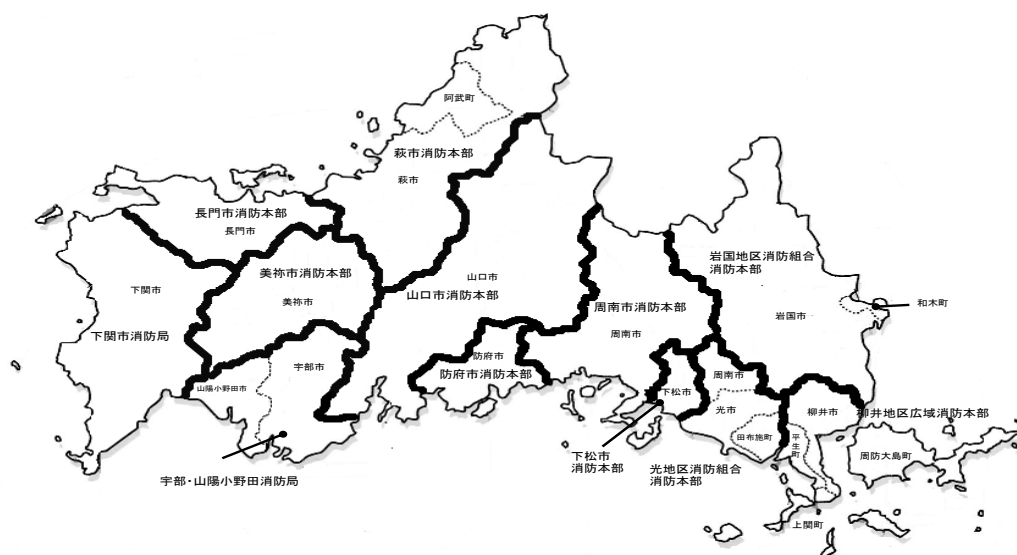 阿武町
萩市消防本部
萩市
長門市消防本部
長門市
美祢市消防本部
美祢市
下関市
下関市消防局
山口市
山口市消防本部
岩国地区消防組合
消防本部
岩国市
和木町
周南市消防本部
周南市
防府市
防府市消防本部
宇部市
山陽小野田市
宇部・山陽小野田消防局
下松市
下松市
消防本部
周南市
光市
田布施町
光地区消防組合
消防本部
柳井市
平生町
柳井地区広域消防本部
周防大島町
上関町